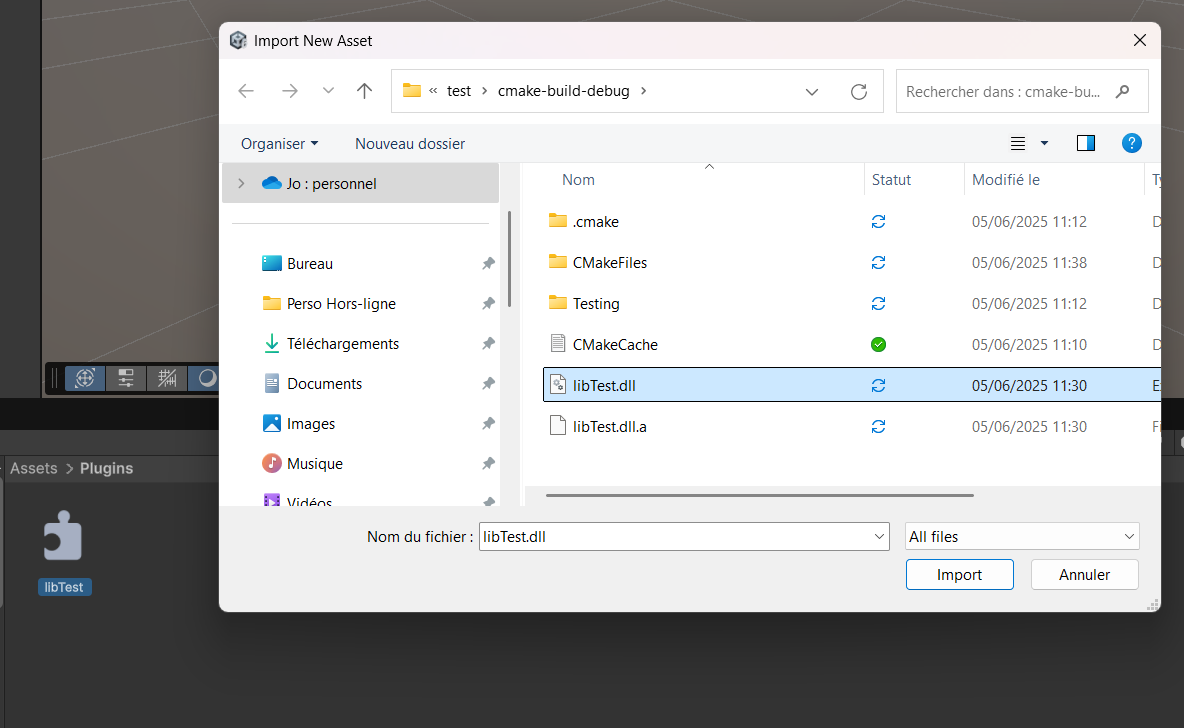 Import New Asset
« test > cmake-build-debug >
Rechercher dans : cmake-bu...
Organiser
Nouveau dossier
?
Jo : personnel
Nom
Statut
Modifié le
.cmake
05/06/2025 11:12
D
Bureau
CMakeFiles
05/06/2025 11:38
D
Perso Hors-ligne
Testing
05/06/2025 11:12
D
Téléchargements
CMakeCache
05/06/2025 11:10
D
Documents
libTest.dll
05/06/2025 11:30
Images
libTest.dll.a
05/06/2025 11:30
Musique
Vidéos
Assets > Plugins
libTest
Nom du fichier :
libTest.dll
All files
Import
Annuler